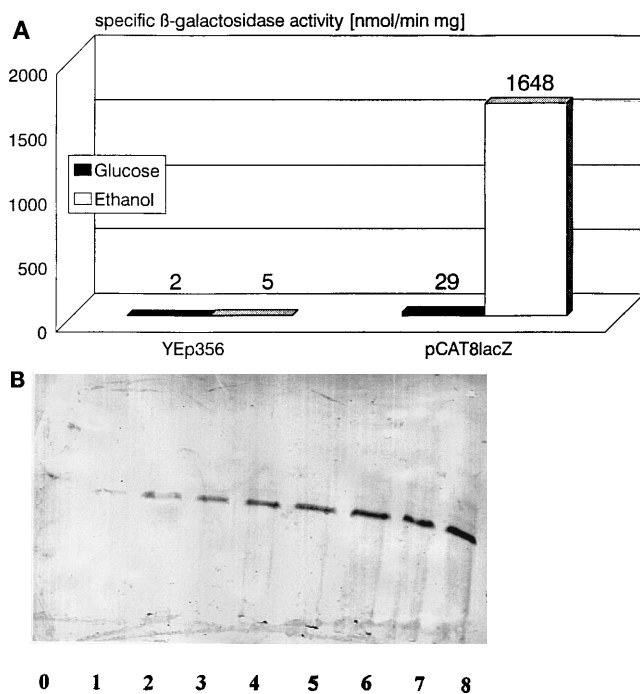 A
specific ß-galactosidase activity [nmol/min mg]
2000
1500
1000
500
0
Glucose
Ethanol
2
5
29
1648
YEp356
pCAT8lacZ
B
0 1 2 3 4 5 6 7 8